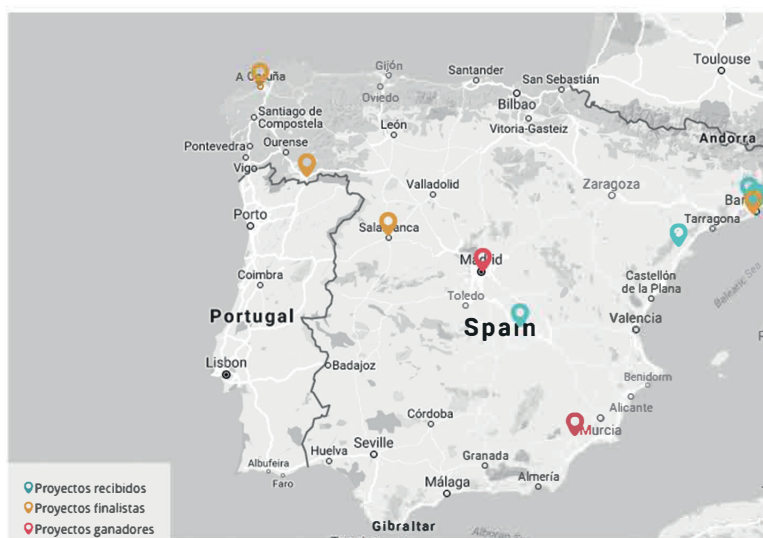 Toulouse
Gijón
A Coruña
Santander
San Sebastián
Oviedo
Bilbao
Santiago de
Compostela
León
Vitoria-Gasteiz
Andorra
Pontevedra
Ourense
Vigo
Zaragoza
Valladolid
Porto
Salamanca
Tarragona
Madrid
Coimbra
Castellón
de la Plana
Toledo
Balearic Sea
Portugal
Spain
Valencia
Lisbon
Badajoz
Benidorm
Alicante
Córdoba
Murcia
Huelva
Seville
Granada
Albufeira
Faro
Málaga
Almería
Gibraltar
Proyectos recibidos
Proyectos finalistas
Proyectos ganadores